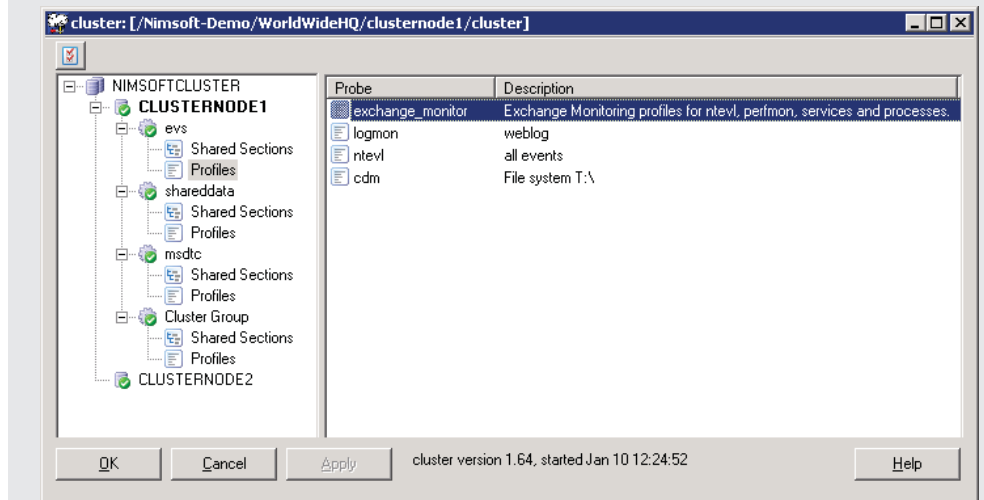 cluster: [/Nimsoft-Demo/WorldWideHQ/clusternode1/cluster]
NIMSOFTCLUSTER
CLUSTERNODE1
evs
Shared Sections
Profiles
shareddata
Shared Sections
Profiles
msdtc
Shared Sections
Profiles
Cluster Group
Shared Sections
Profiles
CLUSTERNODE2
Probe Description
exchange_monitor Exchange Monitoring profiles for ntevl, perfmon, services and processes.
logmon weblog
ntevl all events
cdm File system T:\
OK Cancel Apply cluster version 1.64, started Jan 10 12:24:52 Help